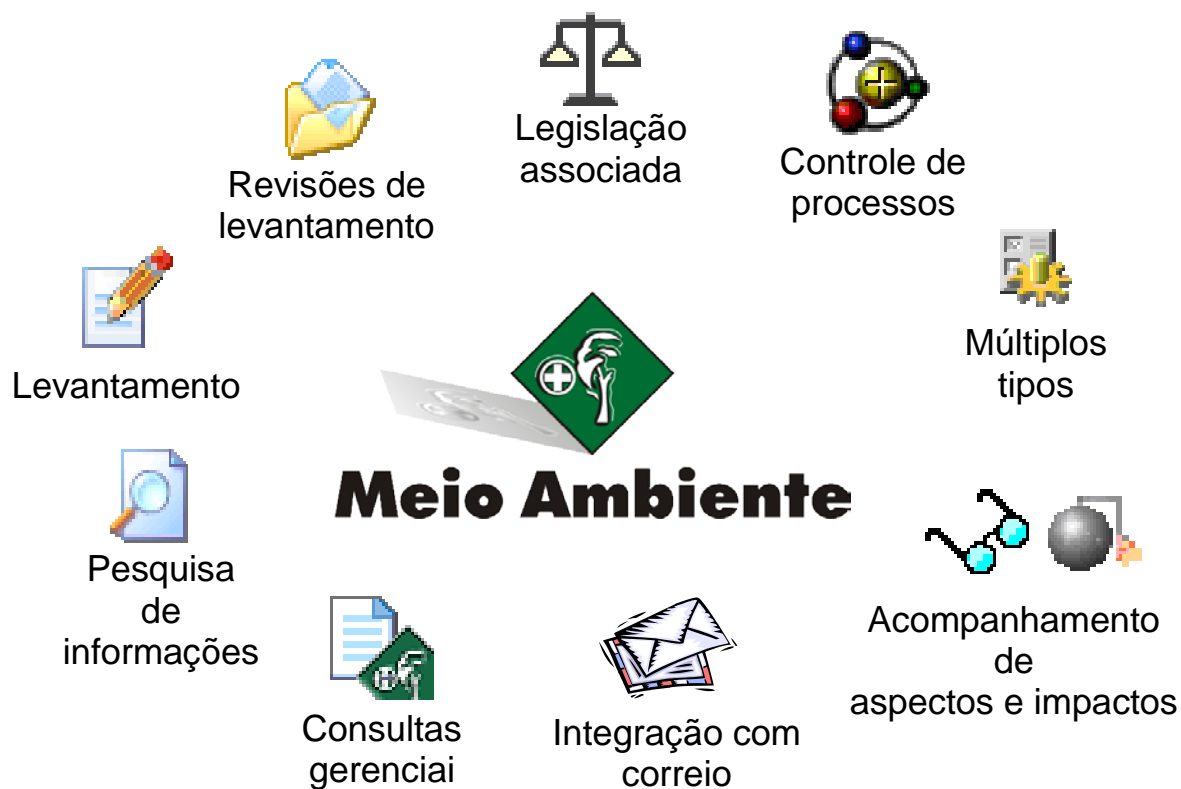 Legislação
associada
Controle de
processos
Revisões de
levantamento
Múltiplos
tipos
Levantamento
Meio Ambiente
Pesquisa
de
informações
Acompanhamento
de
aspectos e impactos
Consultas
gerenciai
Integração com
correio